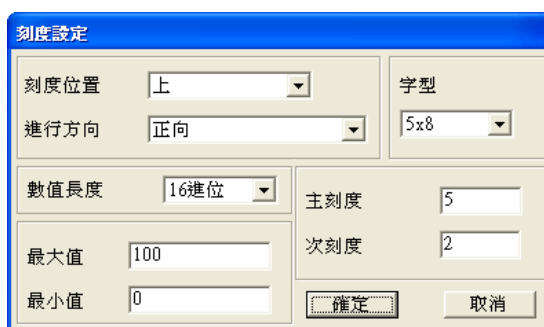 刻度設定
刻度位置 上
進行方向 正向
字型
5x8
數值長度 16進位
主刻度 5
次刻度 2
最大值 100
最小值 0
確定 取消